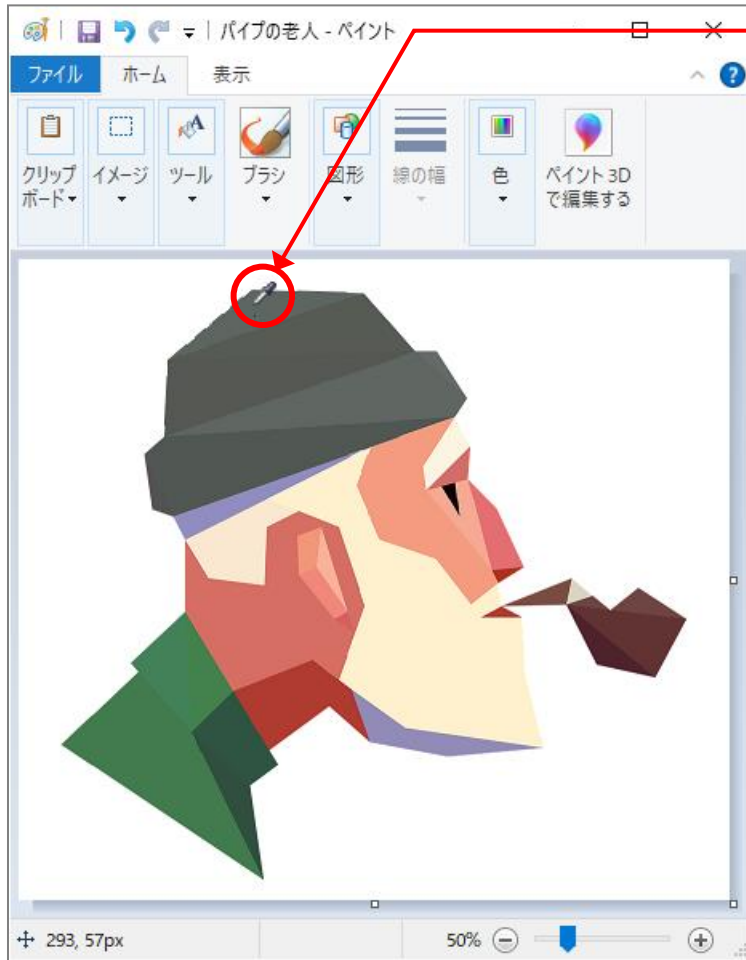 パイプの老人 - ペイント
ファイル ホーム 表示
クリップボード イメージ ツール ブラシ 図形 線の幅 色 ペイント 3D で編集する
293, 57px 50%